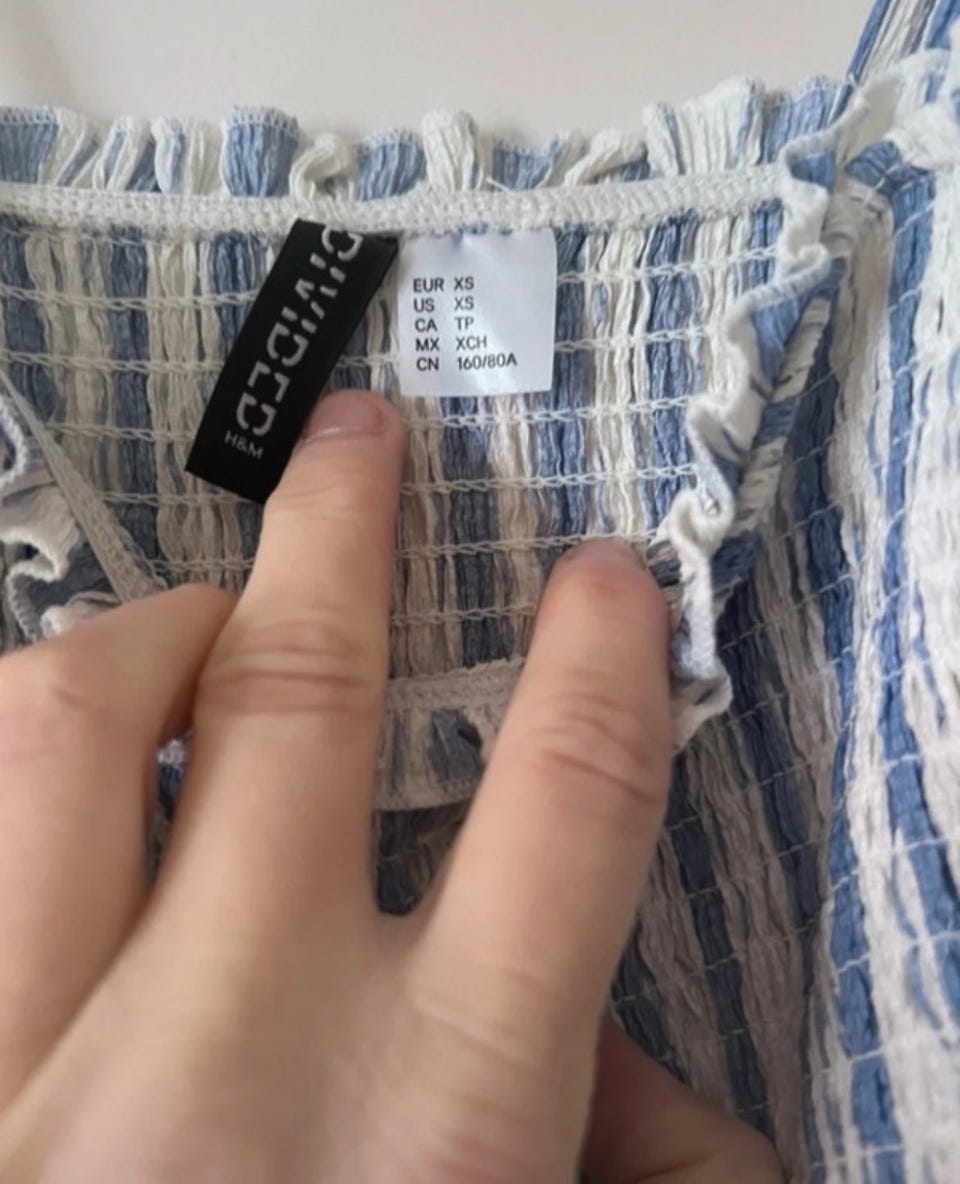 DIVIDED
H&M
EUR XS
US XS
CA TP
MX XCH
CN 160/80A